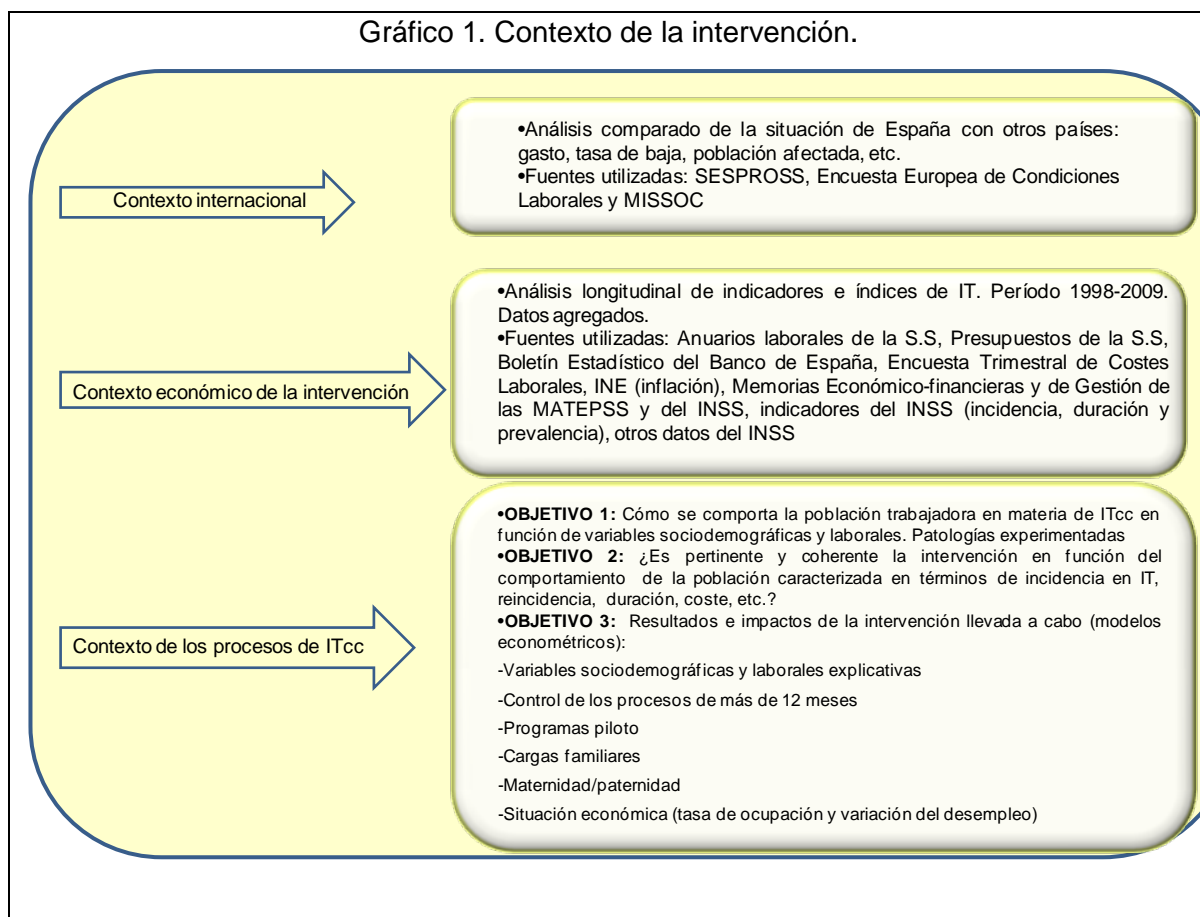 Gráfico 1. Contexto de la intervención.
Contexto internacional
•Análisis comparado de la situación de España con otros países:
gasto, tasa de baja, población afectada, etc.
•Fuentes utilizadas: SESPROSS, Encuesta Europea de Condiciones
Laborales y MISSOC
Contexto económico de la intervención
•Análisis longitudinal de indicadores e índices de IT. Período 1998-2009.
Datos agregados.
•Fuentes utilizadas: Anuarios laborales de la S.S, Presupuestos de la S.S,
Boletín Estadístico del Banco de España, Encuesta Trimestral de Costes
Laborales, INE (inflación), Memorias Económico-financieras y de Gestión de
las MATEPSS y del INSS, indicadores del INSS (incidencia, duración y
prevalencia), otros datos del INSS
Contexto de los procesos de ITcc
•OBJETIVO 1: Cómo se comporta la población trabajadora en materia de ITcc en
función de variables sociodemográficas y laborales. Patologías experimentadas
•OBJETIVO 2: ¿Es pertinente y coherente la intervención en función del
comportamiento de la población caracterizada en términos de incidencia en IT,
reincidencia, duración, coste, etc.?
•OBJETIVO 3: Resultados e impactos de la intervención llevada a cabo (modelos
econométricos):
-Variables sociodemográficas y laborales explicativas
-Control de los procesos de más de 12 meses
-Programas piloto
-Cargas familiares
-Maternidad/paternidad
-Situación económica (tasa de ocupación y variación del desempleo)